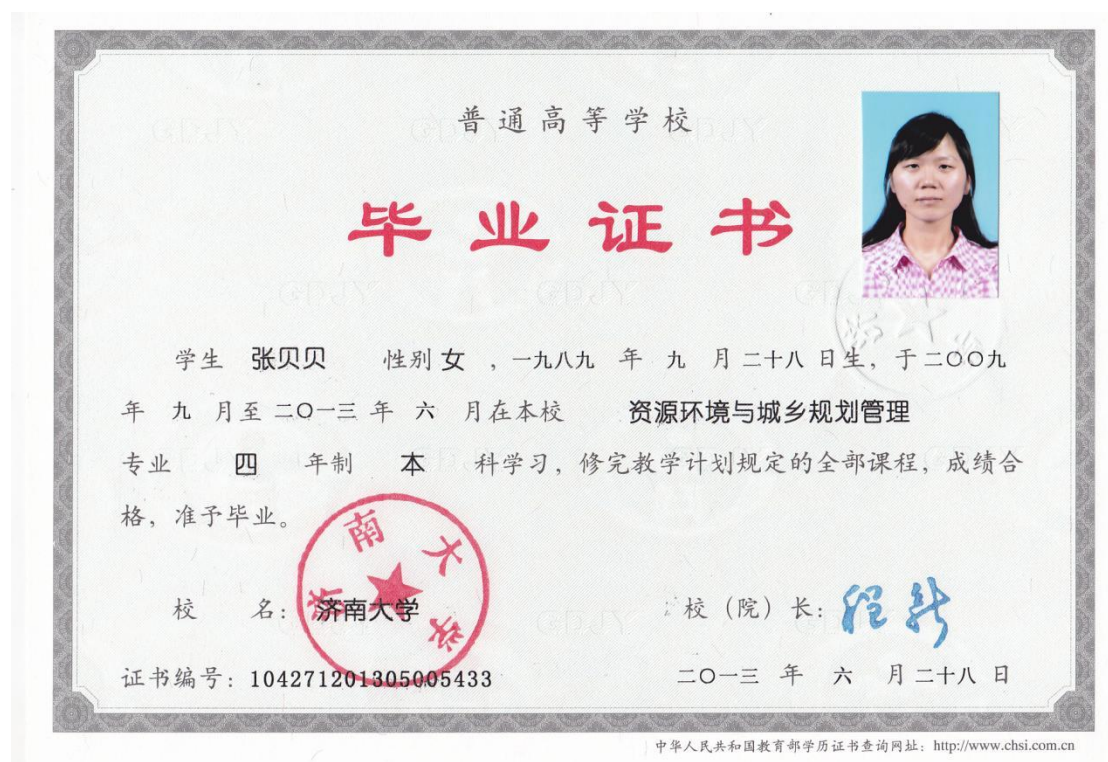 普通高等学校
毕业证书
学生 张贝贝 性别 女 ，一九八九 年 九 月 二十八 日生，于 二〇〇九
年 九 月至 二〇一三 年 六 月在本校 资源环境与城乡规划管理
专业 四 年制 本 科学习，修完教学计划规定的全部课程，成绩合
格，准予毕业。
济南大学
校 名：济南大学 校（院）长：程新
证书编号：104271201305005433 二〇一三 年 六 月 二十八 日
中华人民共和国教育部学历证书查询网址：http://www.chsi.com.cn